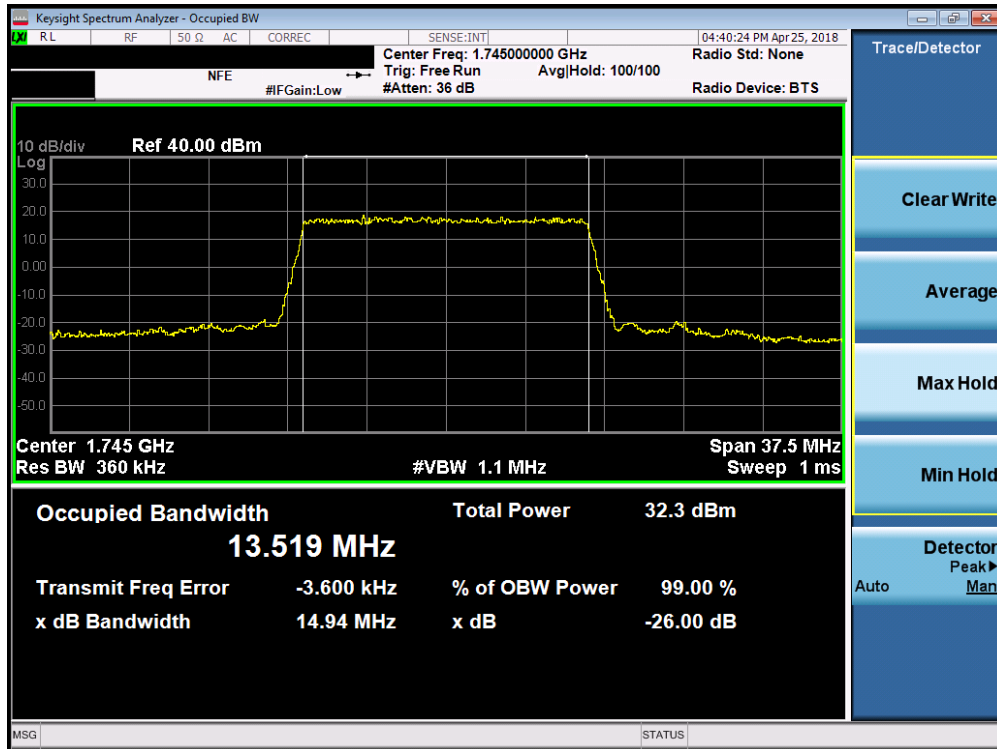 Keysight Spectrum Analyzer - Occupied BW
LXI RL RF 50 Ω AC CORREC SENSE:INT 04:40:24 PM Apr 25, 2018
Center Freq: 1.745000000 GHz Radio Std: None
NFE Trig: Free Run Avg|Hold: 100/100
#IFGain:Low #Atten: 36 dB Radio Device: BTS
10 dB/div Ref 40.00 dBm
Log
30.0
20.0
10.0
0.00
-10.0
-20.0
-30.0
-40.0
-50.0
Center 1.745 GHz Span 37.5 MHz
Res BW 360 kHz #VBW 1.1 MHz Sweep 1 ms
Occupied Bandwidth Total Power 32.3 dBm
13.519 MHz
Transmit Freq Error -3.600 kHz % of OBW Power 99.00 %
x dB Bandwidth 14.94 MHz x dB -26.00 dB
MSG STATUS
Trace/Detector
Clear Write
Average
Max Hold
Min Hold
Detector
Peak▶
Auto Man